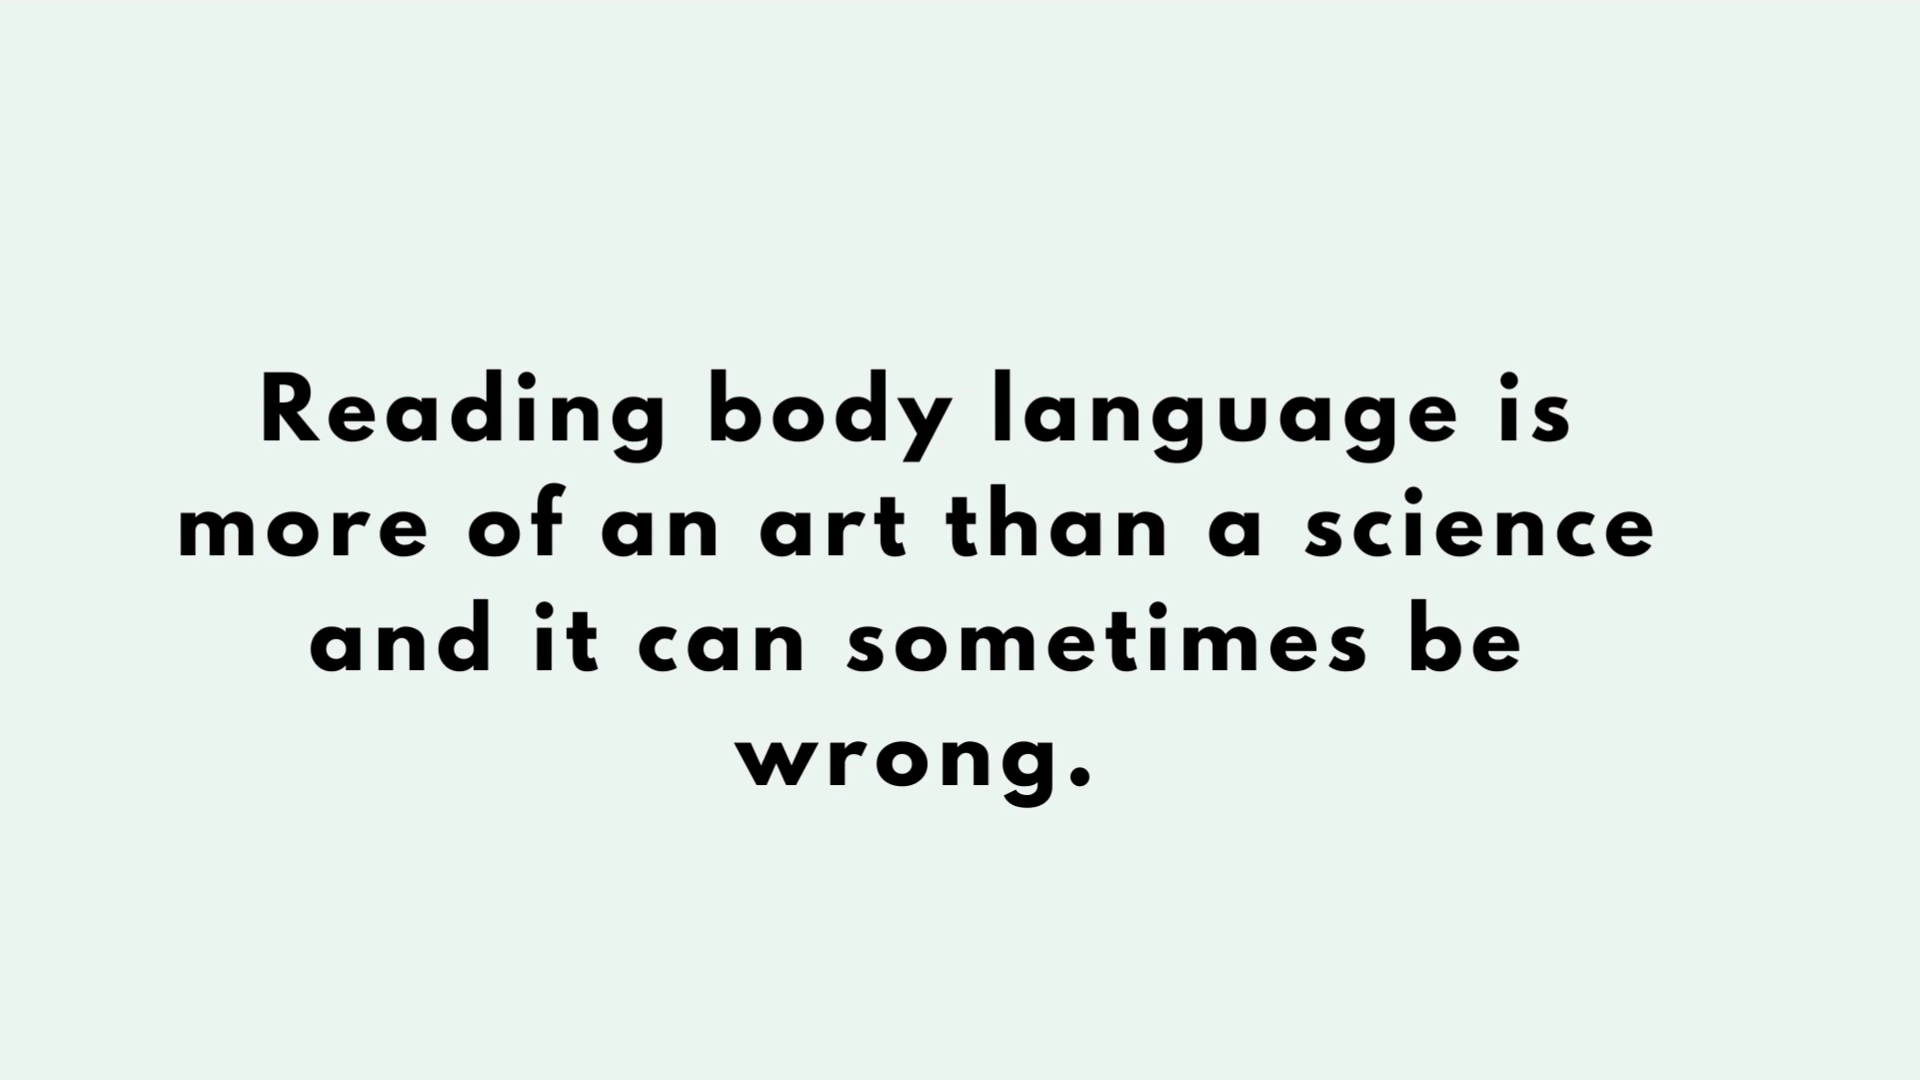 Reading body language is
more of an art than a science
and it can sometimes be
wrong.